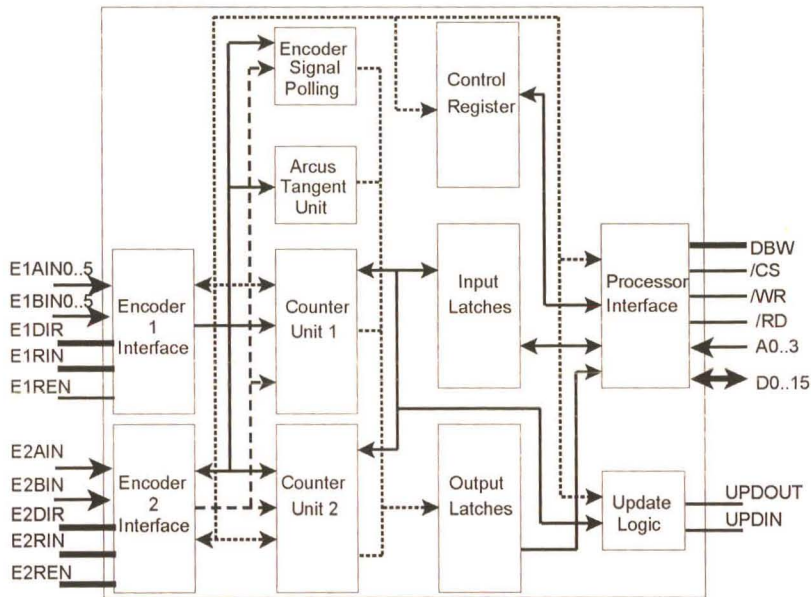 Encoder
Signal
Polling
Control
Register
Arcus
Tangent
Unit
E1AIN0..5
E1BIN0..5
E1DIR
E1RIN
E1REN
Encoder
1
Interface
Counter
Unit 1
Input
Latches
Processor
Interface
DBW
/CS
/WR
/RD
A0..3
D0..15
E2AIN
E2BIN
E2DIR
E2RIN
E2REN
Encoder
2
Interface
Counter
Unit 2
Output
Latches
Update
Logic
UPDOUT
UPDIN